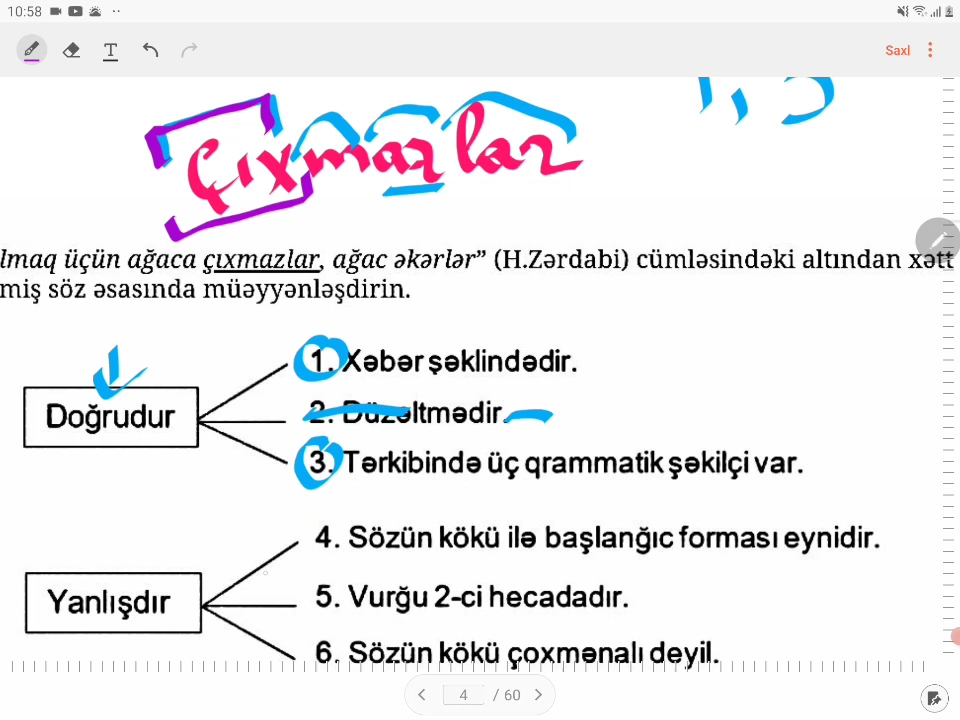 10:58
Saxl
1, 3
çıxmazlar
lmaq üçün ağaca çıxmazlar, ağac əkərlər” (H.Zərdabi) cümləsindəki altından xətt
miş söz əsasında müəyyənləşdirin.
1. Xəbər şəklindədir.
Doğrudur
2. Düzəltmədir.
3. Tərkibində üç qrammatik şəkilçi var.
4. Sözün kökü ilə başlanğıc forması eynidir.
Yanlışdır
5. Vurğu 2-ci hecadadır.
6. Sözün kökü çoxmənalı deyil.
4 / 60